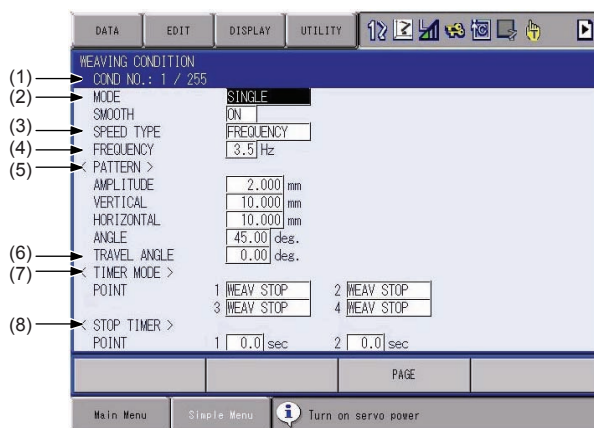 DATA EDIT DISPLAY UTILITY
WEAVING CONDITION
(1) COND NO.: 1 / 255
(2) MODE SINGLE
SMOOTH ON
(3) SPEED TYPE FREQUENCY
(4) FREQUENCY 3.5 Hz
(5) < PATTERN >
AMPLITUDE 2.000 mm
VERTICAL 10.000 mm
HORIZONTAL 10.000 mm
ANGLE 45.00 deg.
(6) TRAVEL ANGLE 0.00 deg.
(7) < TIMER MODE >
POINT 1 WEAV STOP 2 WEAV STOP
3 WEAV STOP 4 WEAV STOP
(8) < STOP TIMER >
POINT 1 0.0 sec 2 0.0 sec
PAGE
Main Menu Simple Menu Turn on servo power